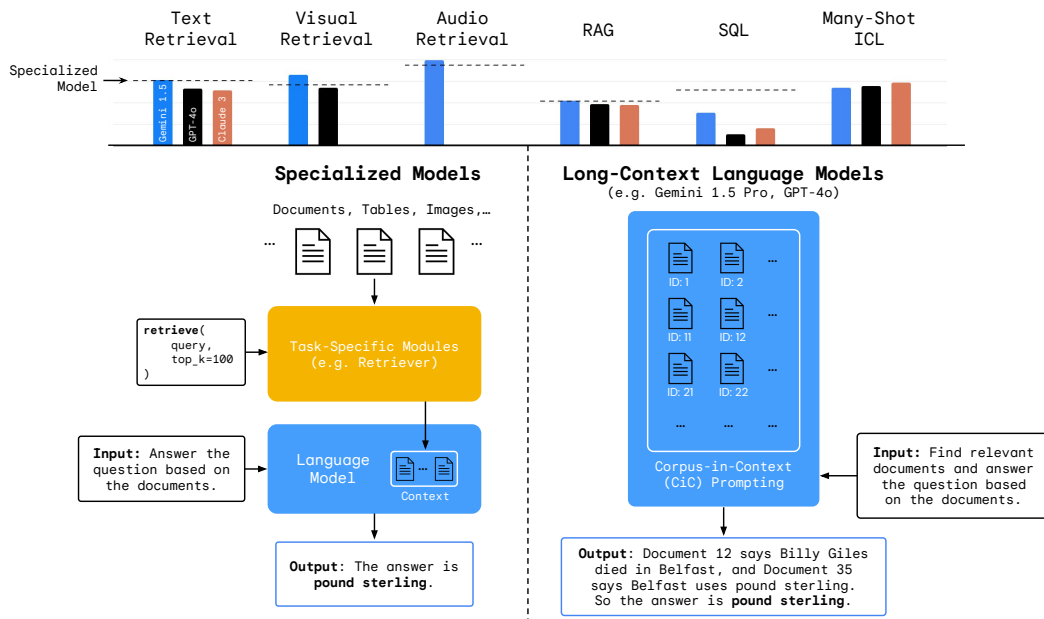 Text
Retrieval
Visual
Retrieval
Audio
Retrieval
RAG
SQL
Many-Shot
ICL
Specialized
Model
Gemini 1.5
GPT-4o
Claude 3
Specialized Models
Documents, Tables, Images,…
...
...
retrieve(
query,
top_k=100
)
Task-Specific Modules
(e.g. Retriever)
Input: Answer the
question based on
the documents.
Language
Model
...
Context
Output: The answer is
pound sterling.
Long-Context Language Models
(e.g. Gemini 1.5 Pro, GPT-4o)
...
ID: 1 ID: 2
...
ID: 11 ID: 12
...
ID: 21 ID: 22
... ... ...
Corpus-in-Context
(CiC) Prompting
Input: Find relevant
documents and answer
the question based
on the documents.
Output: Document 12 says Billy Giles
died in Belfast, and Document 35
says Belfast uses pound sterling.
So the answer is pound sterling.